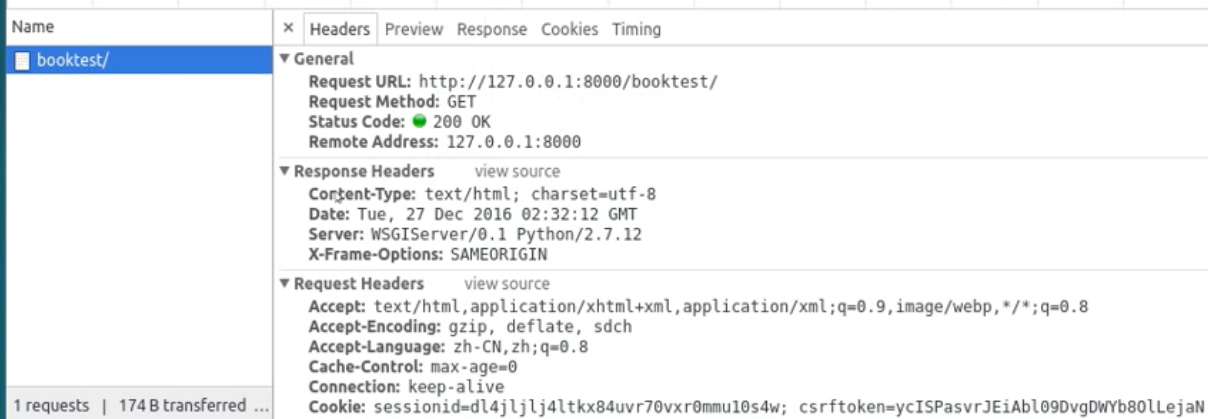 Name
booktest/
1 requests | 174 B transferred ...
× Headers Preview Response Cookies Timing
▼ General
Request URL: http://127.0.0.1:8000/booktest/
Request Method: GET
Status Code: 200 OK
Remote Address: 127.0.0.1:8000
▼ Response Headers view source
Content-Type: text/html; charset=utf-8
Date: Tue, 27 Dec 2016 02:32:12 GMT
Server: WSGIServer/0.1 Python/2.7.12
X-Frame-Options: SAMEORIGIN
▼ Request Headers view source
Accept: text/html,application/xhtml+xml,application/xml;q=0.9,image/webp,*/*;q=0.8
Accept-Encoding: gzip, deflate, sdch
Accept-Language: zh-CN,zh;q=0.8
Cache-Control: max-age=0
Connection: keep-alive
Cookie: sessionid=dl4jljlj4ltkx84uvr70vxr0mmu10s4w; csrftoken=ycISPasvrJEiAbl09DvgDWYb8OlLejaN